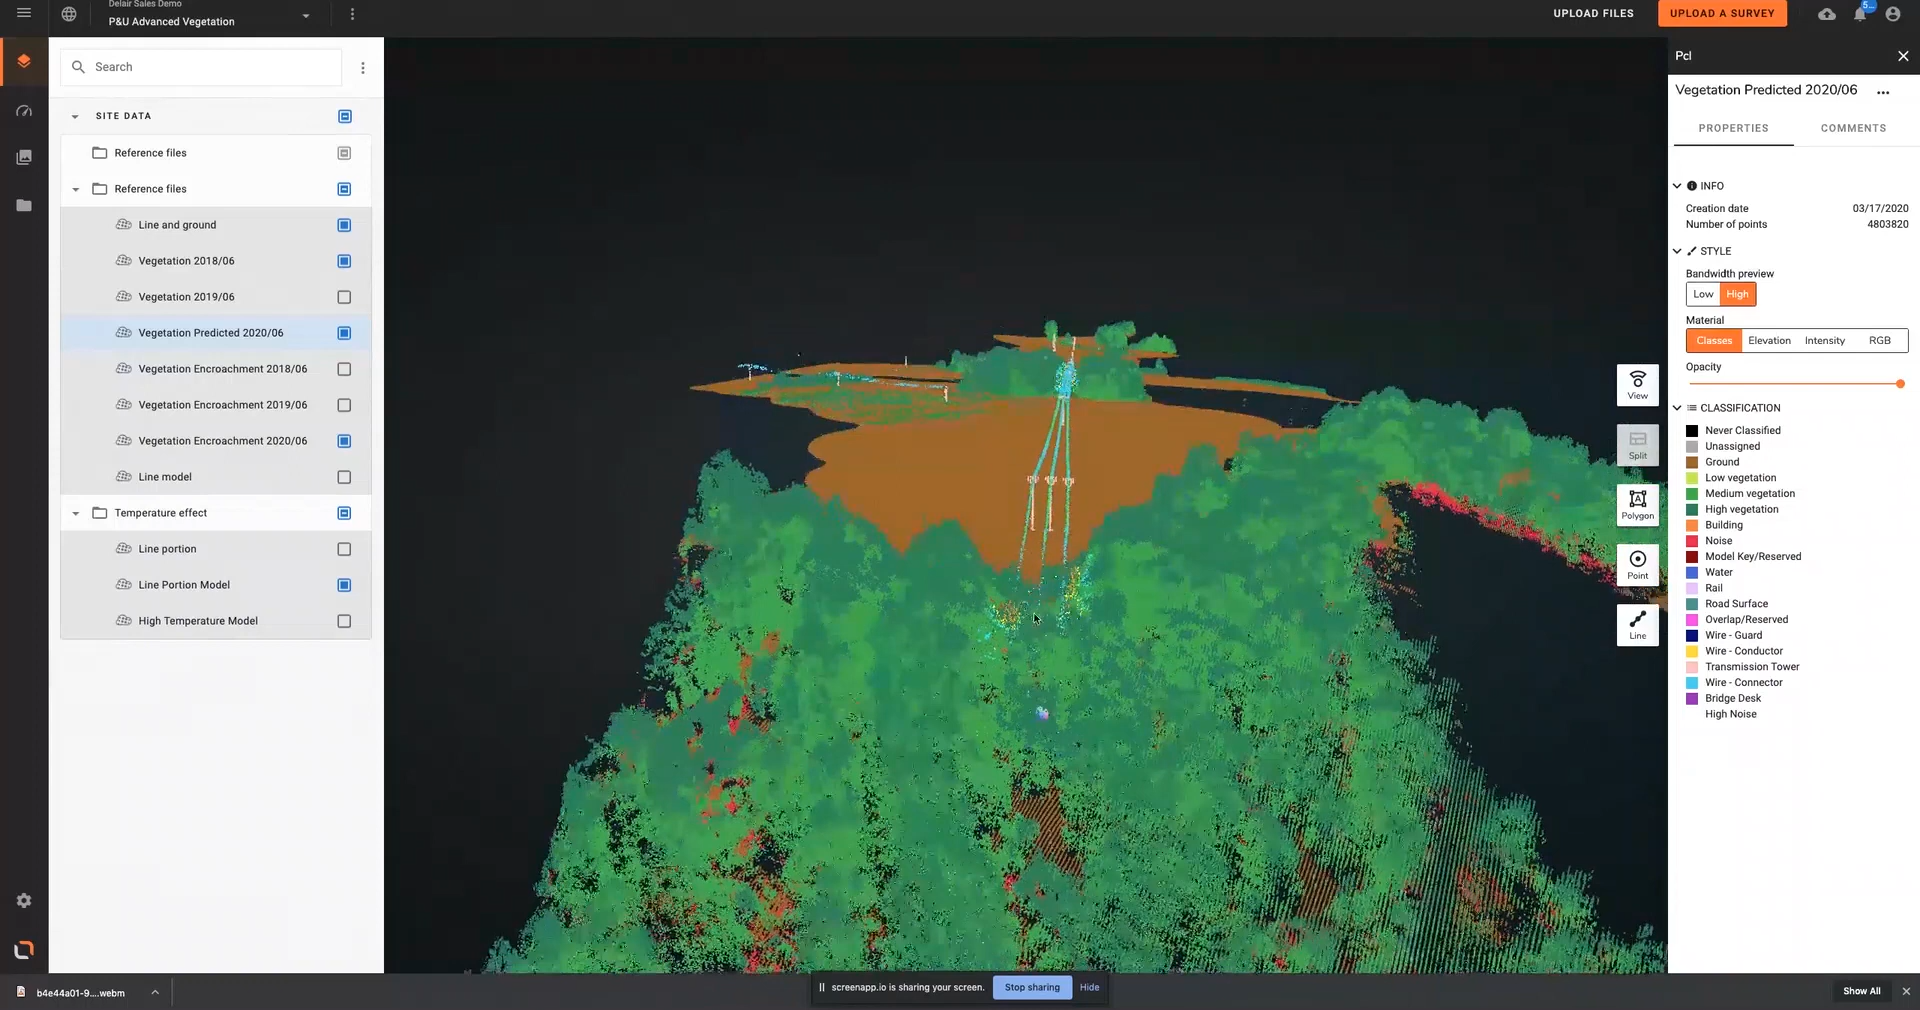 Delair Sales Demo
P&U Advanced Vegetation
UPLOAD FILES
UPLOAD A SURVEY
5...
Search
SITE DATA
Reference files
Reference files
Line and ground
Vegetation 2018/06
Vegetation 2019/06
Vegetation Predicted 2020/06
Vegetation Encroachment 2018/06
Vegetation Encroachment 2019/06
Vegetation Encroachment 2020/06
Line model
Temperature effect
Line portion
Line Portion Model
High Temperature Model
View
Split
Polygon
Point
Line
Pcl
Vegetation Predicted 2020/06
PROPERTIES COMMENTS
INFO
Creation date 03/17/2020
Number of points 4803820
STYLE
Bandwidth preview
Low High
Material
Classes Elevation Intensity RGB
Opacity
CLASSIFICATION
Never Classified
Unassigned
Ground
Low vegetation
Medium vegetation
High vegetation
Building
Noise
Model Key/Reserved
Water
Rail
Road Surface
Overlap/Reserved
Wire - Guard
Wire - Conductor
Transmission Tower
Wire - Connector
Bridge Desk
High Noise
b4e44a01-9....webm
screenapp.io is sharing your screen. Stop sharing Hide
Show All